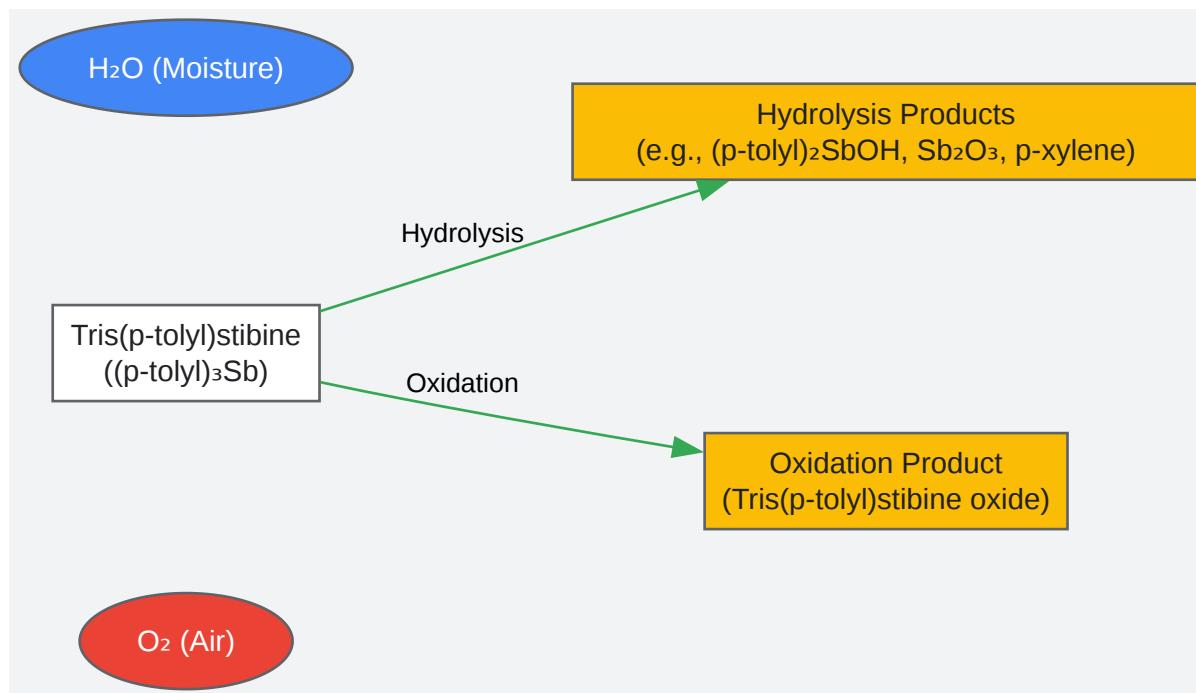 H₂O (Moisture)
Hydrolysis Products
(e.g., (p-tolyl)₂SbOH, Sb₂O₃, p-xylene)
Hydrolysis
Tris(p-tolyl)stibine
((p-tolyl)₃Sb)
Oxidation
Oxidation Product
(Tris(p-tolyl)stibine oxide)
O₂ (Air)